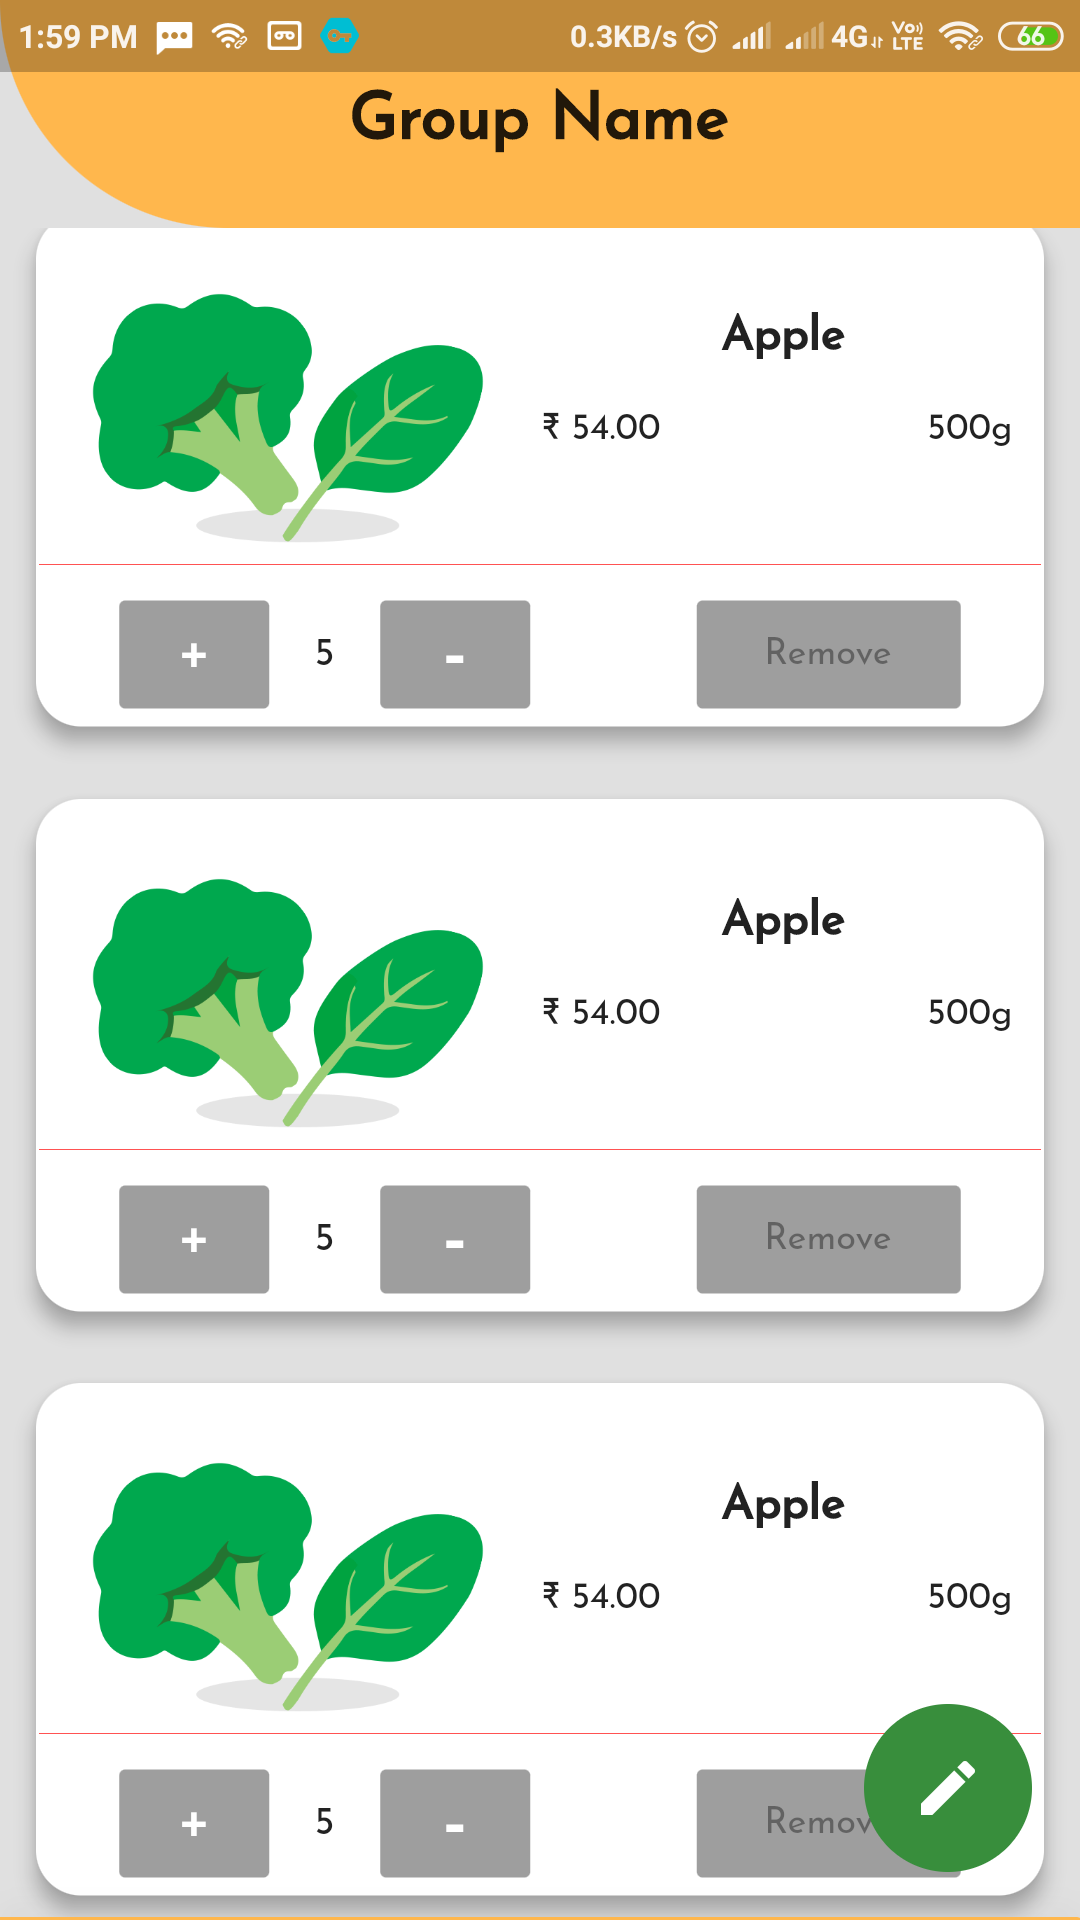 1:59 PM 0.3KB/s 4G Vo)) LTE 66
Group Name
Apple
₹ 54.00 500g
+ 5 - Remove
Apple
₹ 54.00 500g
+ 5 - Remove
Apple
₹ 54.00 500g
+ 5 - Remov